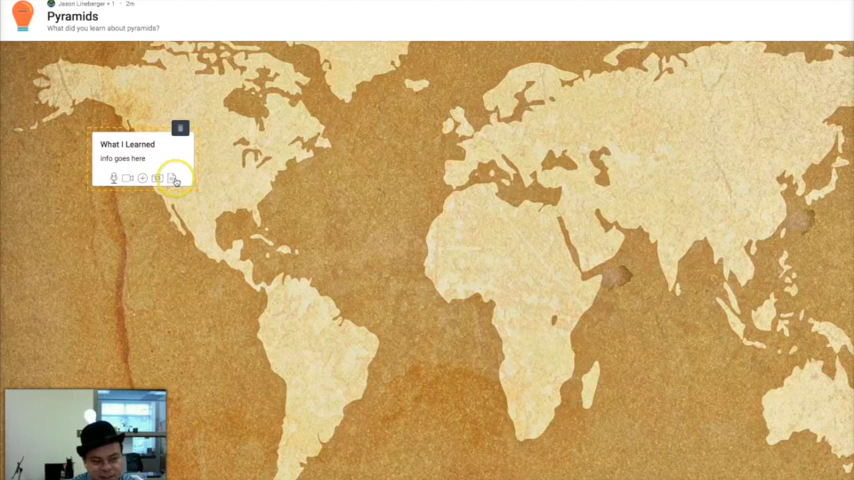 Jason Lineberger + 1 · 2m
Pyramids
What did you learn about pyramids?
What I Learned
info goes here